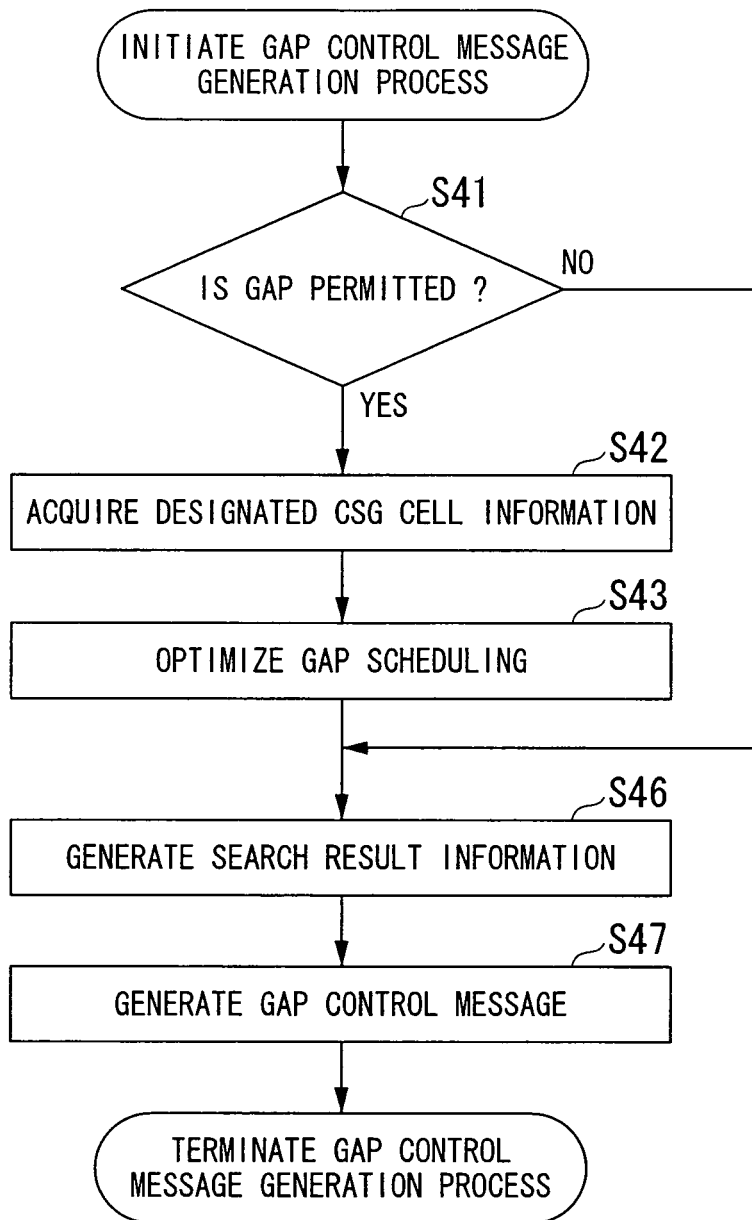 INITIATE GAP CONTROL MESSAGE
GENERATION PROCESS
S41
IS GAP PERMITTED ?
NO
YES
S42
ACQUIRE DESIGNATED CSG CELL INFORMATION
S43
OPTIMIZE GAP SCHEDULING
S46
GENERATE SEARCH RESULT INFORMATION
S47
GENERATE GAP CONTROL MESSAGE
TERMINATE GAP CONTROL
MESSAGE GENERATION PROCESS